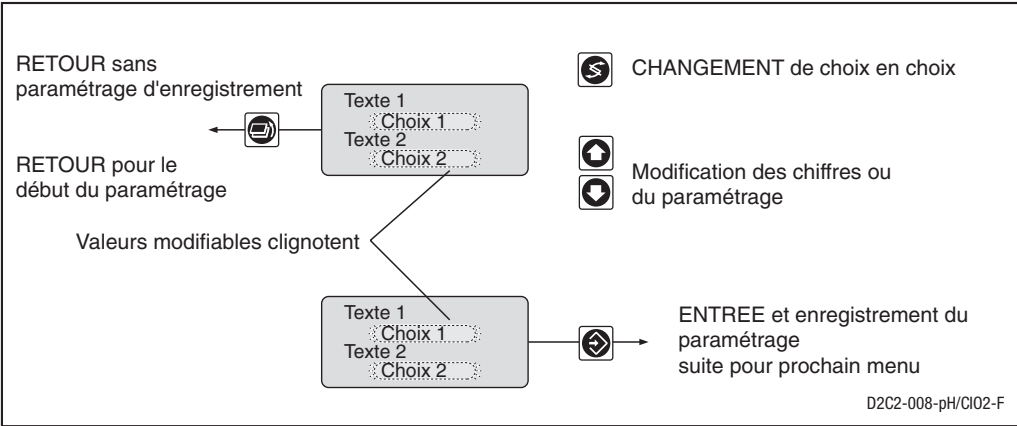 RETOUR sans
paramétrage d'enregistrement
RETOUR pour le
début du paramétrage
Texte 1
Choix 1
Texte 2
Choix 2
CHANGEMENT de choix en choix
Modification des chiffres ou
du paramétrage
Valeurs modifiables clignotent
Texte 1
Choix 1
Texte 2
Choix 2
ENTREE et enregistrement du
paramétrage
suite pour prochain menu
D2C2-008-pH/ClO2-F